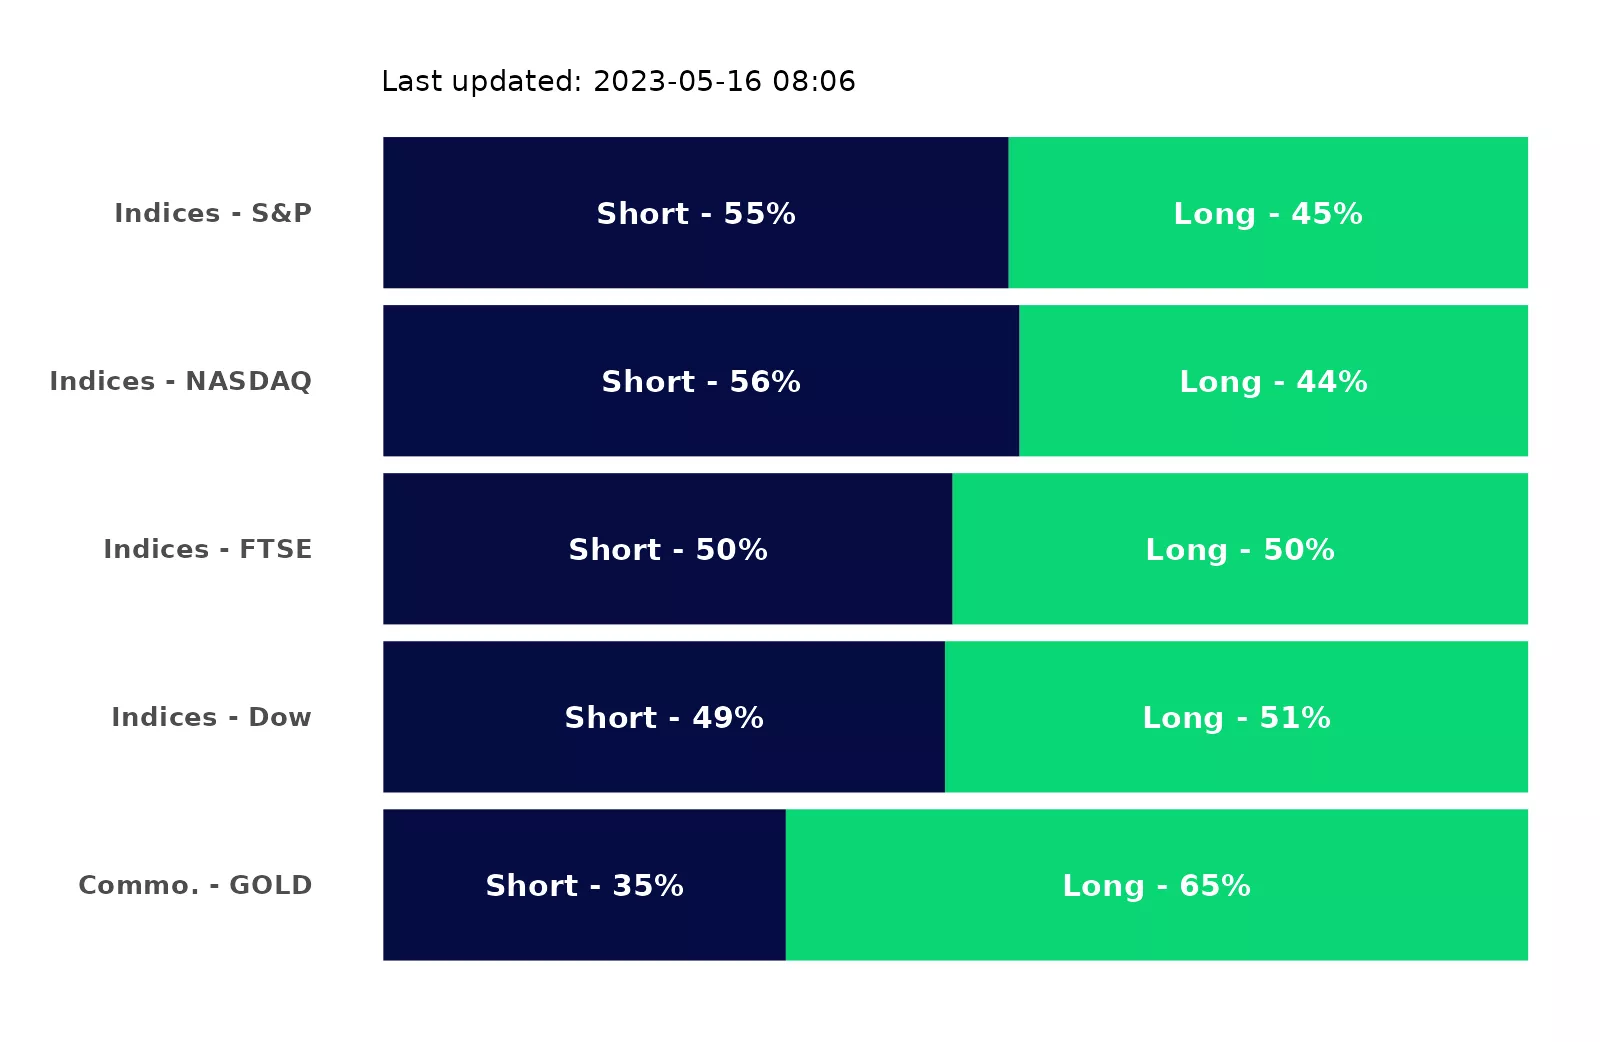 Last updated: 2023-05-16 08:06
Indices - S&P Short - 55% Long - 45%
Indices - NASDAQ Short - 56% Long - 44%
Indices - FTSE Short - 50% Long - 50%
Indices - Dow Short - 49% Long - 51%
Commo. - GOLD Short - 35% Long - 65%